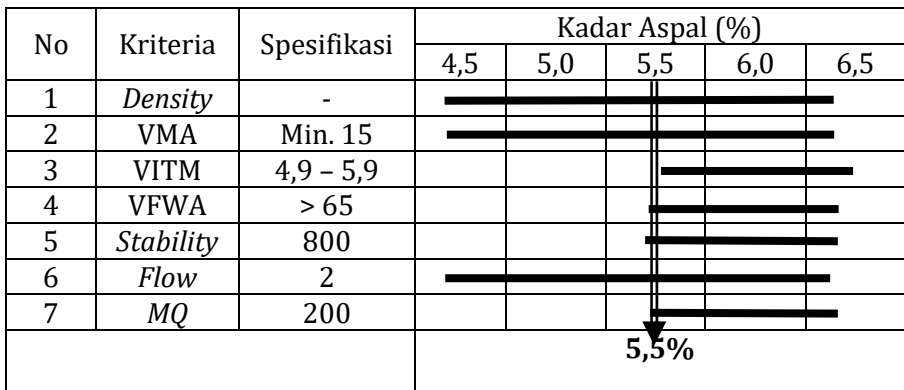 No Kriteria Spesifikasi Kadar Aspal (%)
4,5 5,0 5,5 6,0 6,5
1 Density -
2 VMA Min. 15
3 VITM 4,9 – 5,9
4 VFWA > 65
5 Stability 800
6 Flow 2
7 MQ 200
5,5%